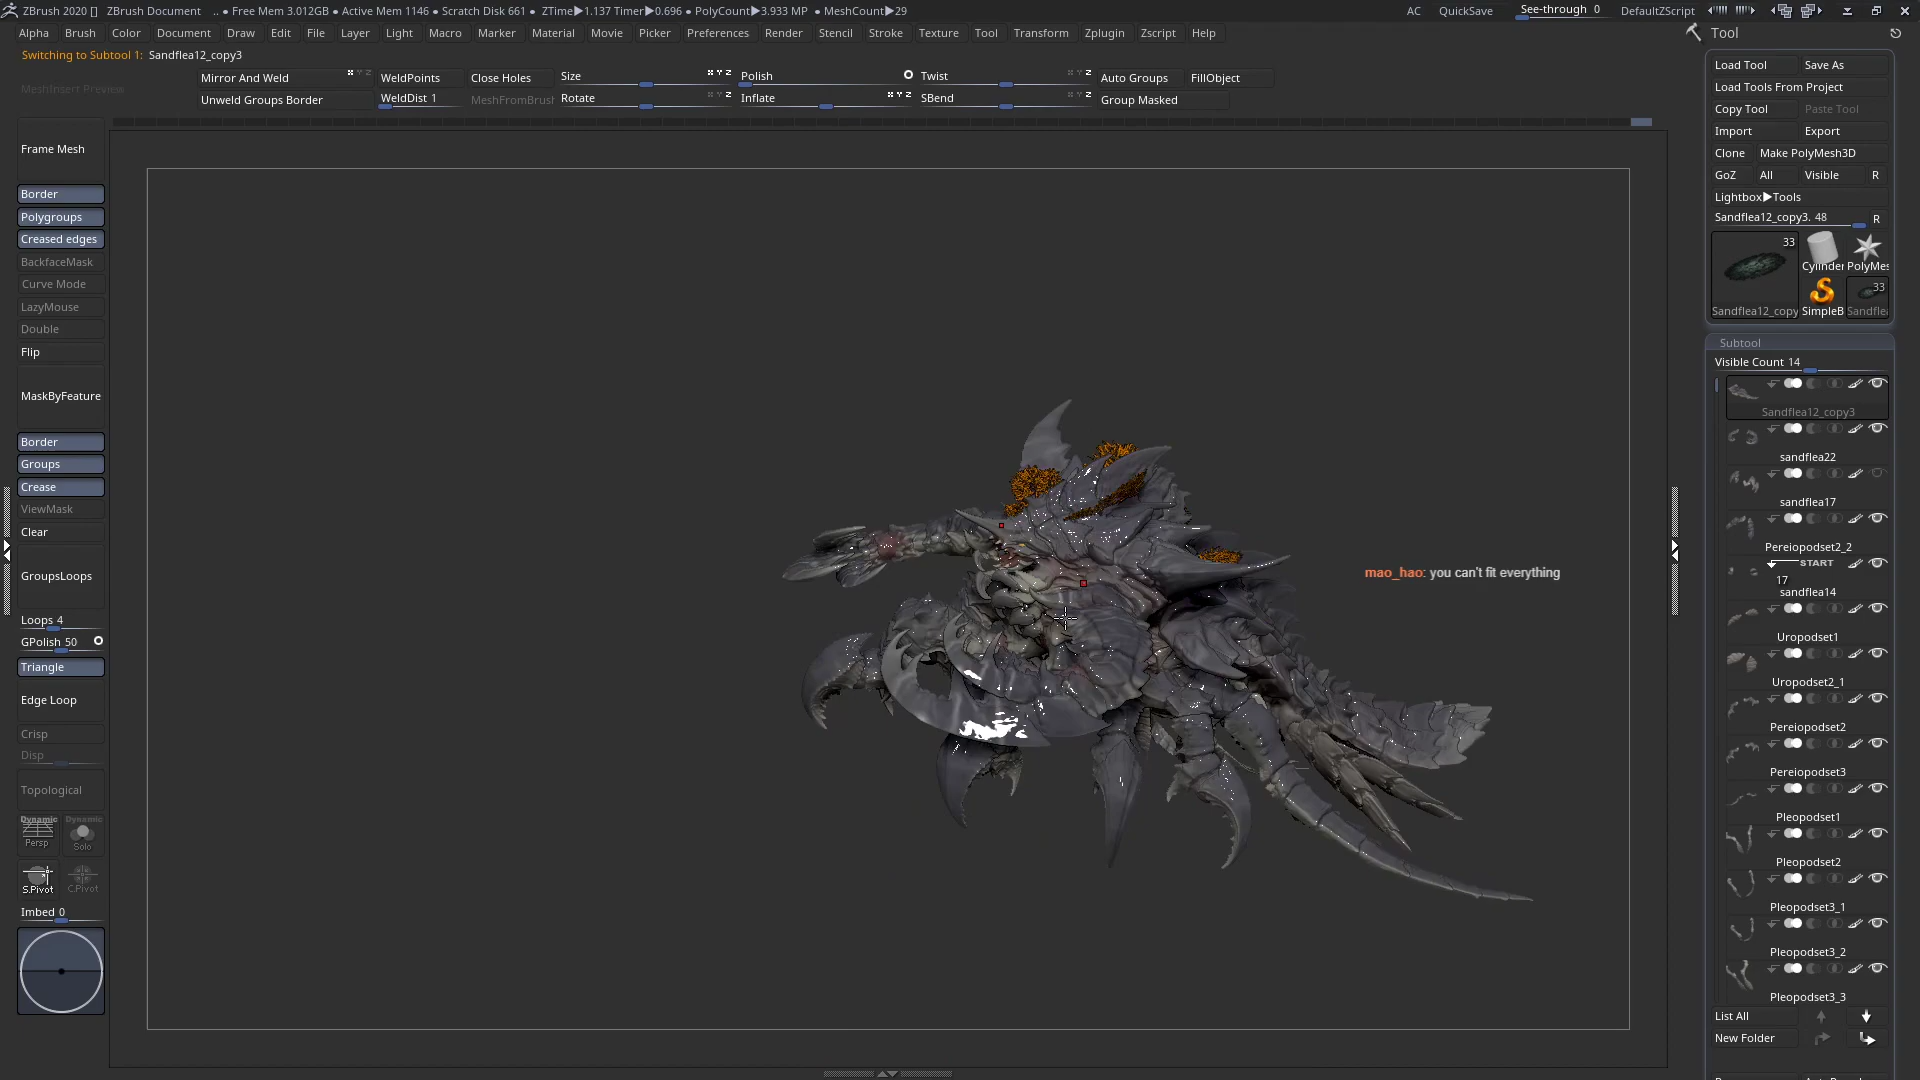 ZBrush 2020 [] ZBrush Document .. ● Free Mem 3.012GB ● Active Mem 1146 ● Scratch Disk 661 ● ZTime▶1.137 Timer▶0.696 ● PolyCount▶3.933 MP ● MeshCount▶29 AC QuickSave See-through 0 DefaultZScript
Alpha Brush Color Document Draw Edit File Layer Light Macro Marker Material Movie Picker Preferences Render Stencil Stroke Texture Tool Transform Zplugin Zscript Help Tool
Switching to Subtool 1: Sandflea12_copy3
Mirror And Weld WeldPoints Close Holes Size Polish Twist Auto Groups FillObject
MeshInsert Preview Unweld Groups Border WeldDist 1 MeshFromBrush Rotate Inflate SBend Group Masked
Frame Mesh
Border
Polygroups
Creased edges
BackfaceMask
Curve Mode
LazyMouse
Double
Flip
MaskByFeature
Border
Groups
Crease
ViewMask
Clear
GroupsLoops
Loops 4
GPolish 50
Triangle
Edge Loop
Crisp
Disp
Topological
Dynamic Dynamic
Persp Solo
S.Pivot C.Pivot
Imbed 0
mao_hao: you can't fit everything
Load Tool Save As
Load Tools From Project
Copy Tool Paste Tool
Import Export
Clone Make PolyMesh3D
GoZ All Visible R
Lightbox▶Tools
Sandflea12_copy3. 48 R
33
Cylinder PolyMes
33
Sandflea12_copy SimpleB Sandflea
Subtool
Visible Count 14
Sandflea12_copy3
sandflea22
sandflea17
Pereiopodset2_2
START
17
sandflea14
Uropodset1
Uropodset2_1
Pereiopodset2
Pereiopodset3
Pleopodset1
Pleopodset2
Pleopodset3_1
Pleopodset3_2
Pleopodset3_3
List All
New Folder